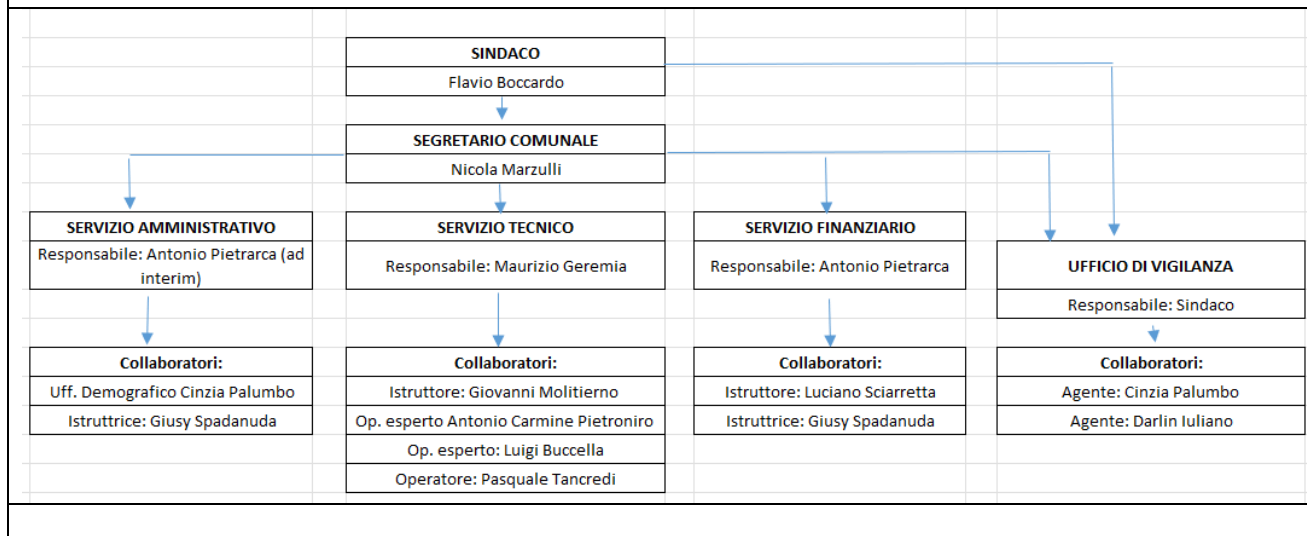 SINDACO
Flavio Boccardo
SEGRETARIO COMUNALE
Nicola Marzulli
SERVIZIO AMMINISTRATIVO
Responsabile: Antonio Pietrarca (ad
interim)
SERVIZIO TECNICO
Responsabile: Maurizio Geremia
SERVIZIO FINANZIARIO
Responsabile: Antonio Pietrarca
UFFICIO DI VIGILANZA
Responsabile: Sindaco
Collaboratori:
Uff. Demografico Cinzia Palumbo
Istruttrice: Giusy Spadanuda
Collaboratori:
Istruttore: Giovanni Molitierno
Op. esperto Antonio Carmine Pietroniro
Op. esperto: Luigi Buccella
Operatore: Pasquale Tancredi
Collaboratori:
Istruttore: Luciano Sciarretta
Istruttrice: Giusy Spadanuda
Collaboratori:
Agente: Cinzia Palumbo
Agente: Darlin Iuliano